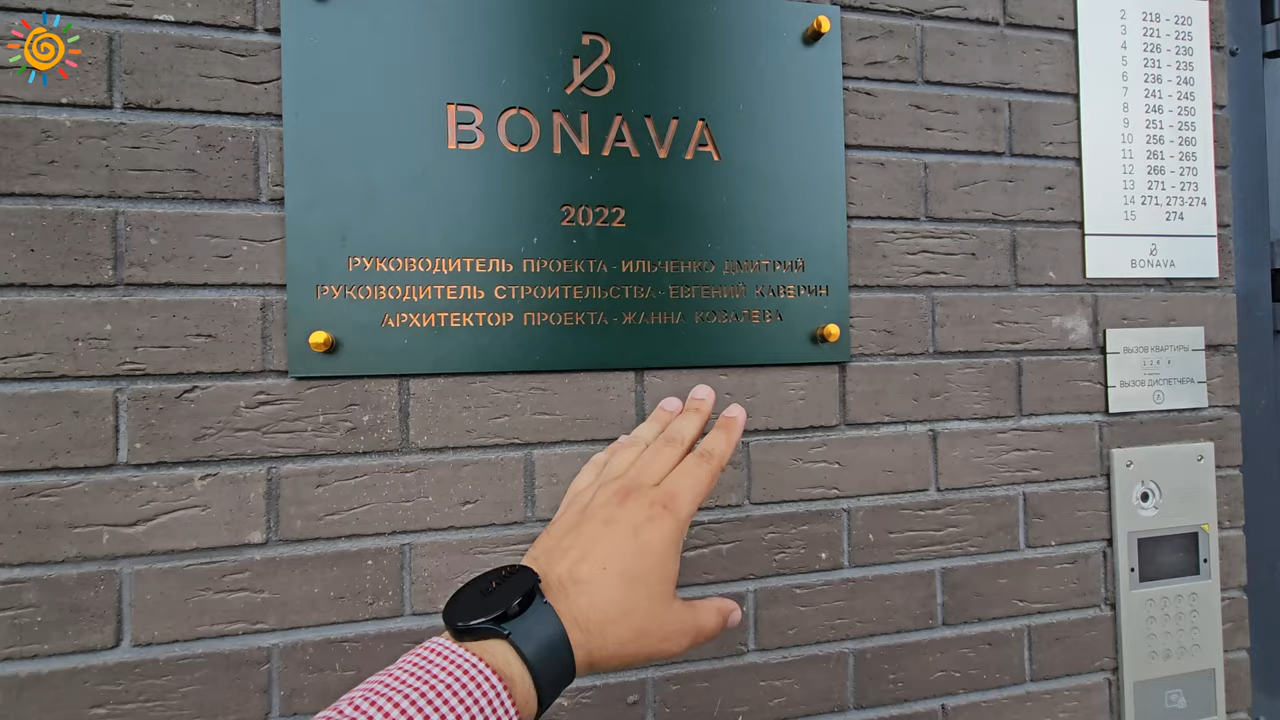 BONAVA
2022
РУКОВОДИТЕЛЬ ПРОЕКТА - ИЛЬЧЕНКО ДМИТРИЙ
РУКОВОДИТЕЛЬ СТРОИТЕЛЬСТВА - ЕВГЕНИЙ КАВЕРИН
АРХИТЕКТОР ПРОЕКТА - ЖАННА КОВАЛЕВА
2 218 - 220
3 221 - 225
4 226 - 230
5 231 - 235
6 236 - 240
7 241 - 245
8 246 - 250
9 251 - 255
10 256 - 260
11 261 - 265
12 266 - 270
13 271 - 273
14 271, 273-274
15 274
BONAVA
ВЫЗОВ КВАРТИРЫ
ВЫЗОВ ДИСПЕТЧЕРА